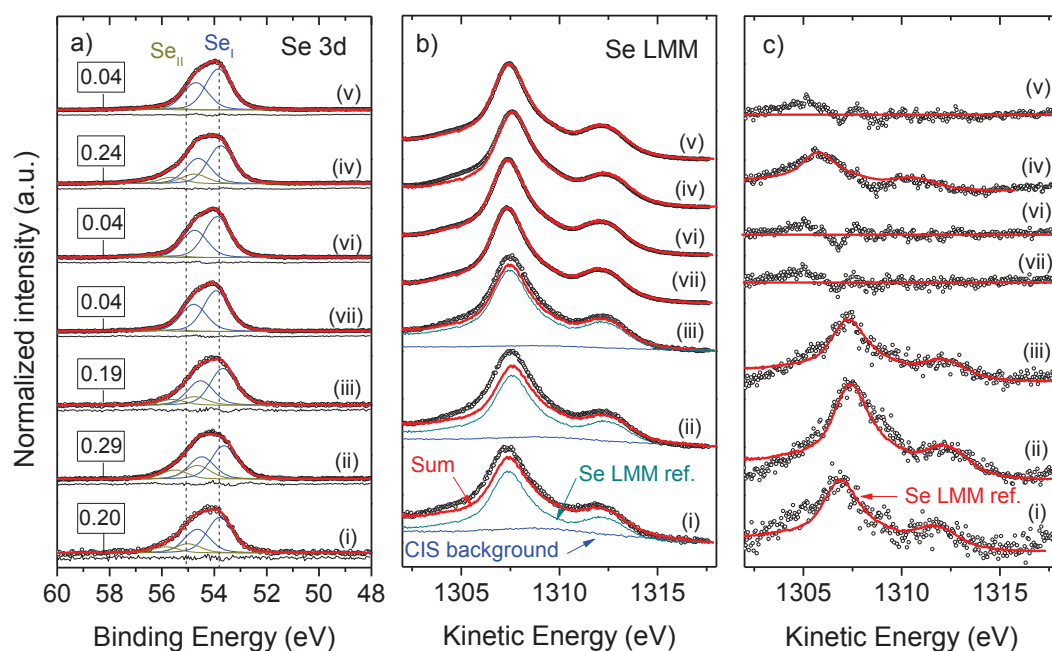 a)
Se 3d
Se_II
Se_I
0.04
(v)
0.24
(iv)
0.04
(vi)
0.04
(vii)
0.19
(iii)
0.29
(ii)
0.20
(i)
60 58 56 54 52 50 48
Binding Energy (eV)
Normalized intensity (a.u.)
b)
Se LMM
(v)
(iv)
(vi)
(vii)
(iii)
(ii)
Sum
Se LMM ref.
(i)
CIS background
1305 1310 1315
Kinetic Energy (eV)
c)
(v)
(iv)
(vi)
(vii)
(iii)
(ii)
Se LMM ref.
(i)
1305 1310 1315
Kinetic Energy (eV)